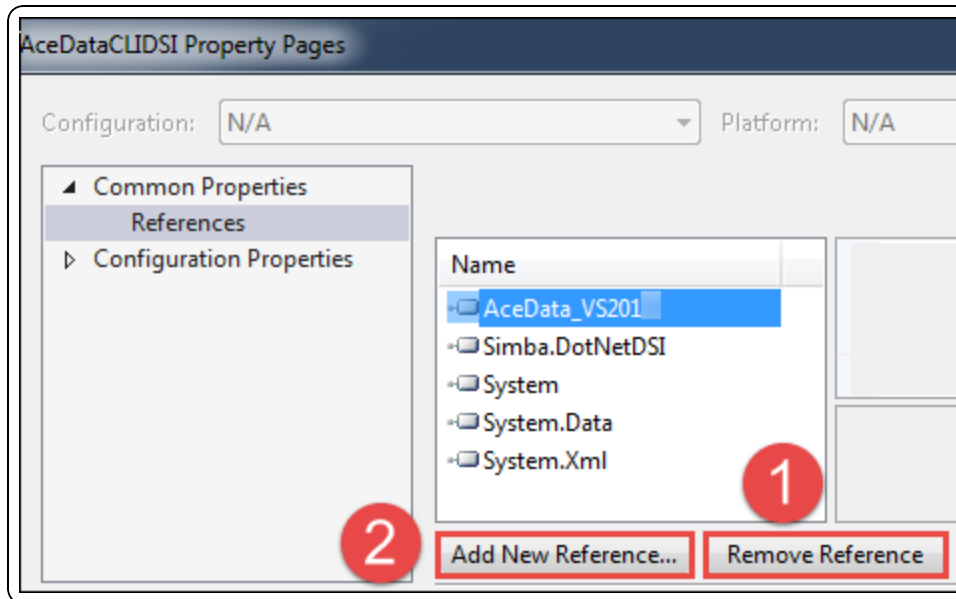 AceDataCLIDSI Property Pages
Configuration: N/A Platform: N/A
Common Properties
References
Configuration Properties
Name
AceData_VS201
Simba.DotNetDSI
System
System.Data
System.Xml
1
2
Add New Reference... Remove Reference